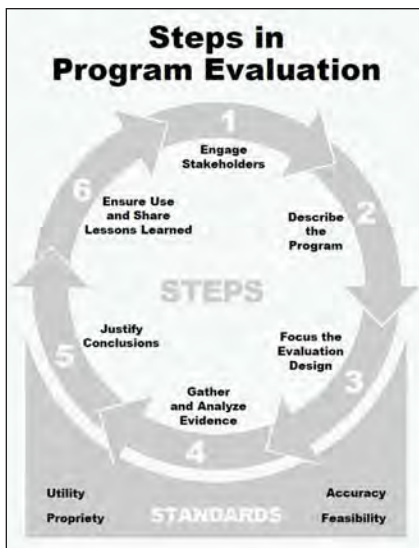 Steps in
Program Evaluation
1
Engage
Stakeholders
2
Describe
the
Program
3
Focus the
Evaluation
Design
4
Gather
and Analyze
Evidence
5
Justify
Conclusions
6
Ensure Use
and Share
Lessons Learned
STEPS
Utility
Accuracy
Propriety
STANDARDS
Feasibility